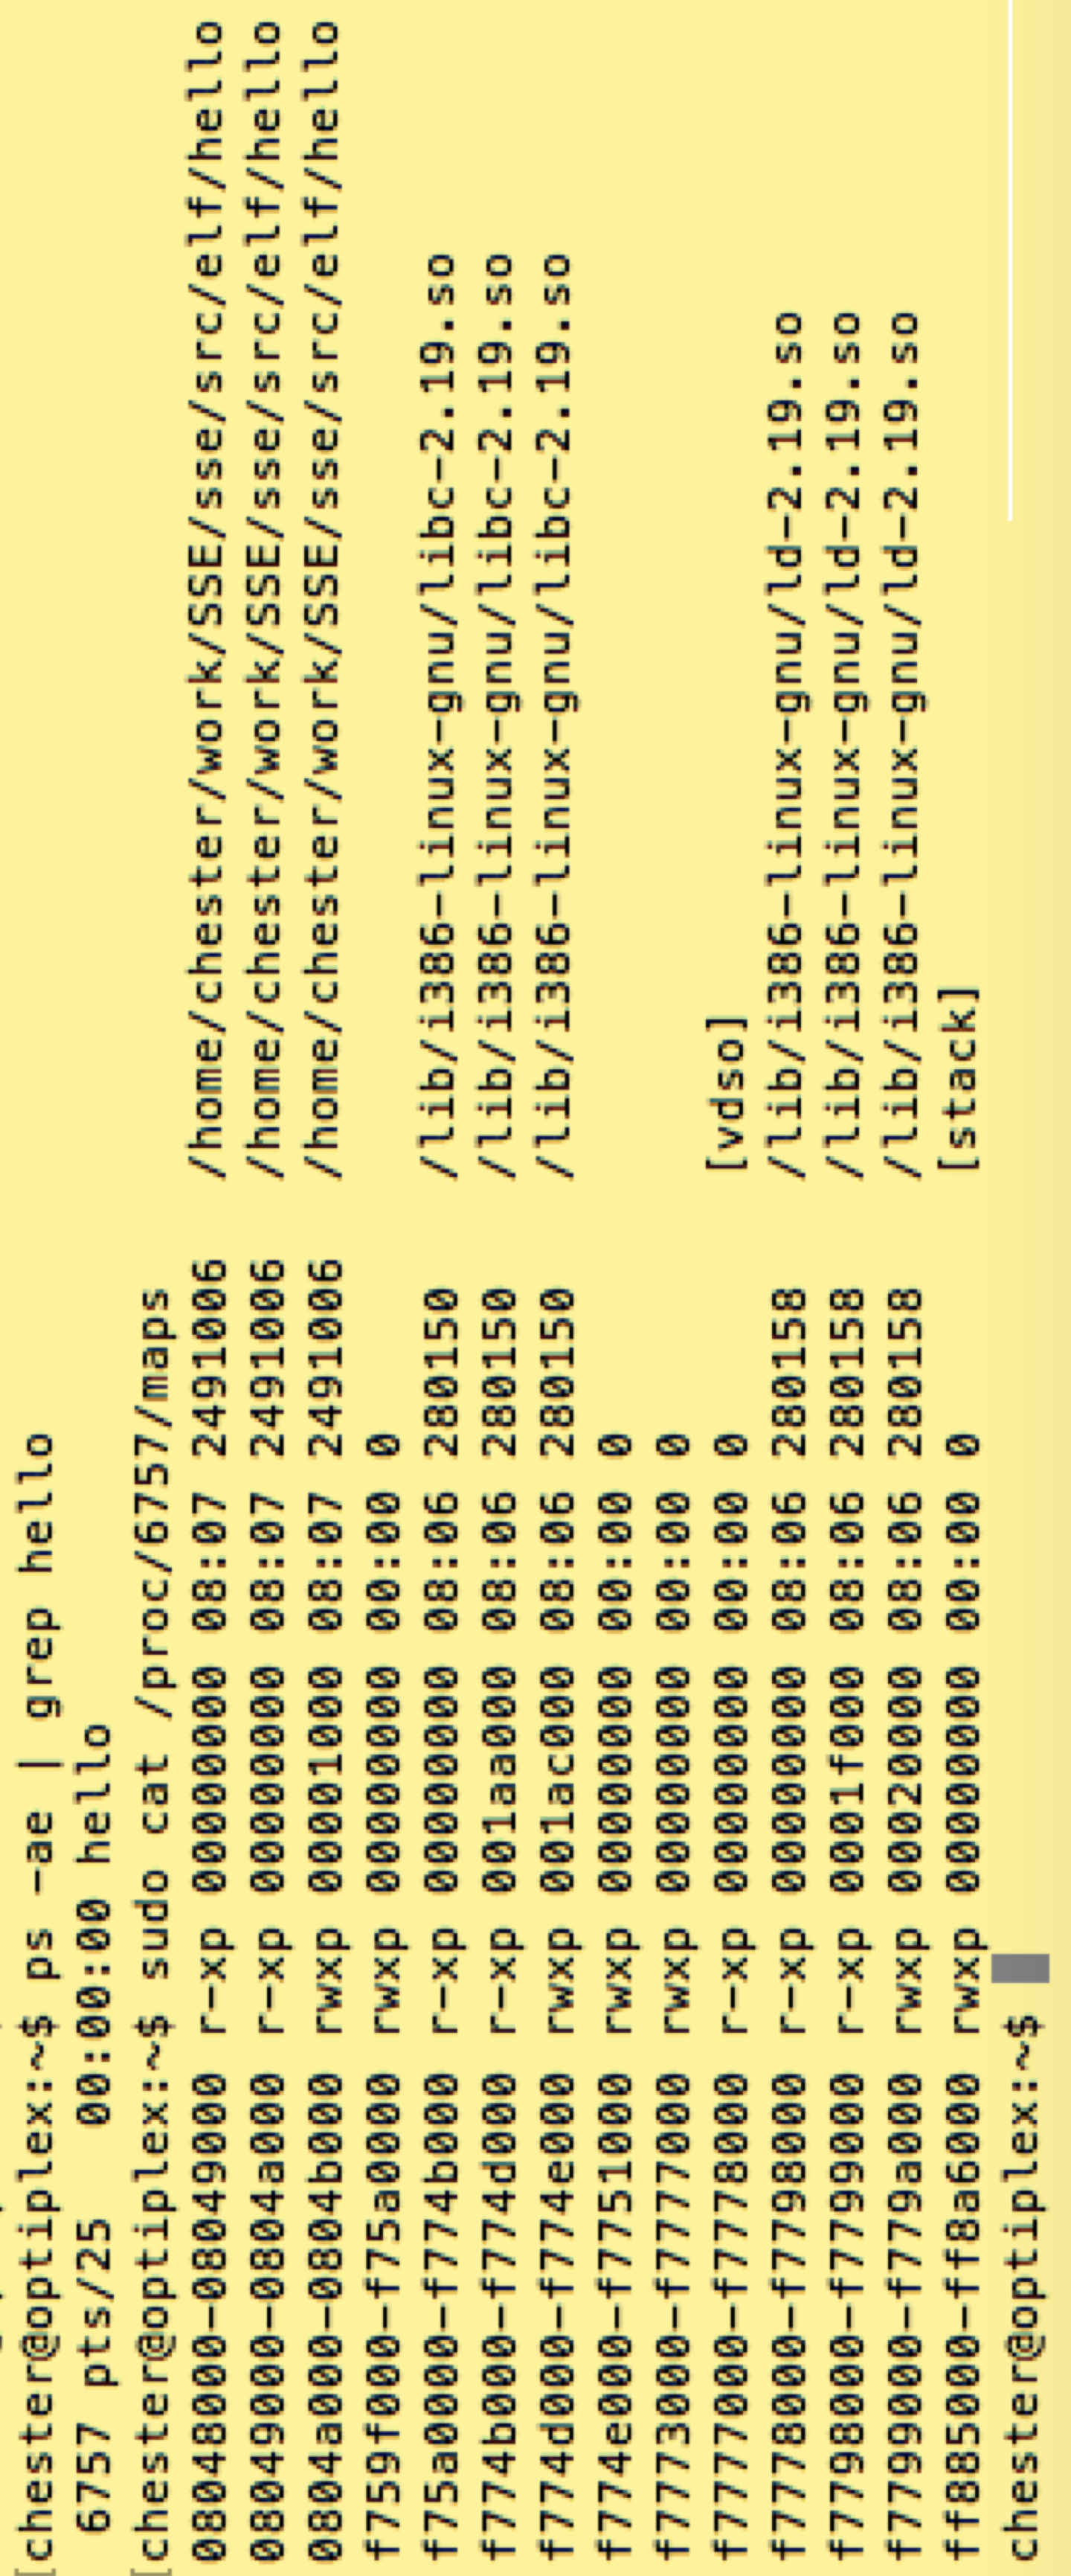 [chester@optiplex:~$ ps -ae | grep hello
6757 pts/25   00:00:00 hello
[chester@optiplex:~$ sudo cat /proc/6757/maps
08048000-08049000 r-xp 00000000 08:07 2491006   /home/chester/work/SSE/sse/src/elf/hello
08049000-0804a000 r-xp 00000000 08:07 2491006   /home/chester/work/SSE/sse/src/elf/hello
0804a000-0804b000 rwxp 00001000 08:07 2491006   /home/chester/work/SSE/sse/src/elf/hello
f759f000-f75a0000 rwxp 00000000 00:00 0
f75a0000-f774b000 r-xp 00000000 08:06 280150   /lib/i386-linux-gnu/libc-2.19.so
f774b000-f774d000 r-xp 001aa000 08:06 280150   /lib/i386-linux-gnu/libc-2.19.so
f774d000-f774e000 rwxp 001ac000 08:06 280150   /lib/i386-linux-gnu/libc-2.19.so
f774e000-f7751000 rwxp 00000000 00:00 0
f7773000-f7777000 rwxp 00000000 00:00 0
f7777000-f7778000 r-xp 00000000 00:00 0   [vdso]
f7778000-f7798000 r-xp 00000000 08:06 280158   /lib/i386-linux-gnu/ld-2.19.so
f7798000-f7799000 r-xp 0001f000 08:06 280158   /lib/i386-linux-gnu/ld-2.19.so
f7799000-f779a000 rwxp 00020000 08:06 280158   /lib/i386-linux-gnu/ld-2.19.so
ff885000-ff8a6000 rwxp 00000000 00:00 0   [stack]
chester@optiplex:~$